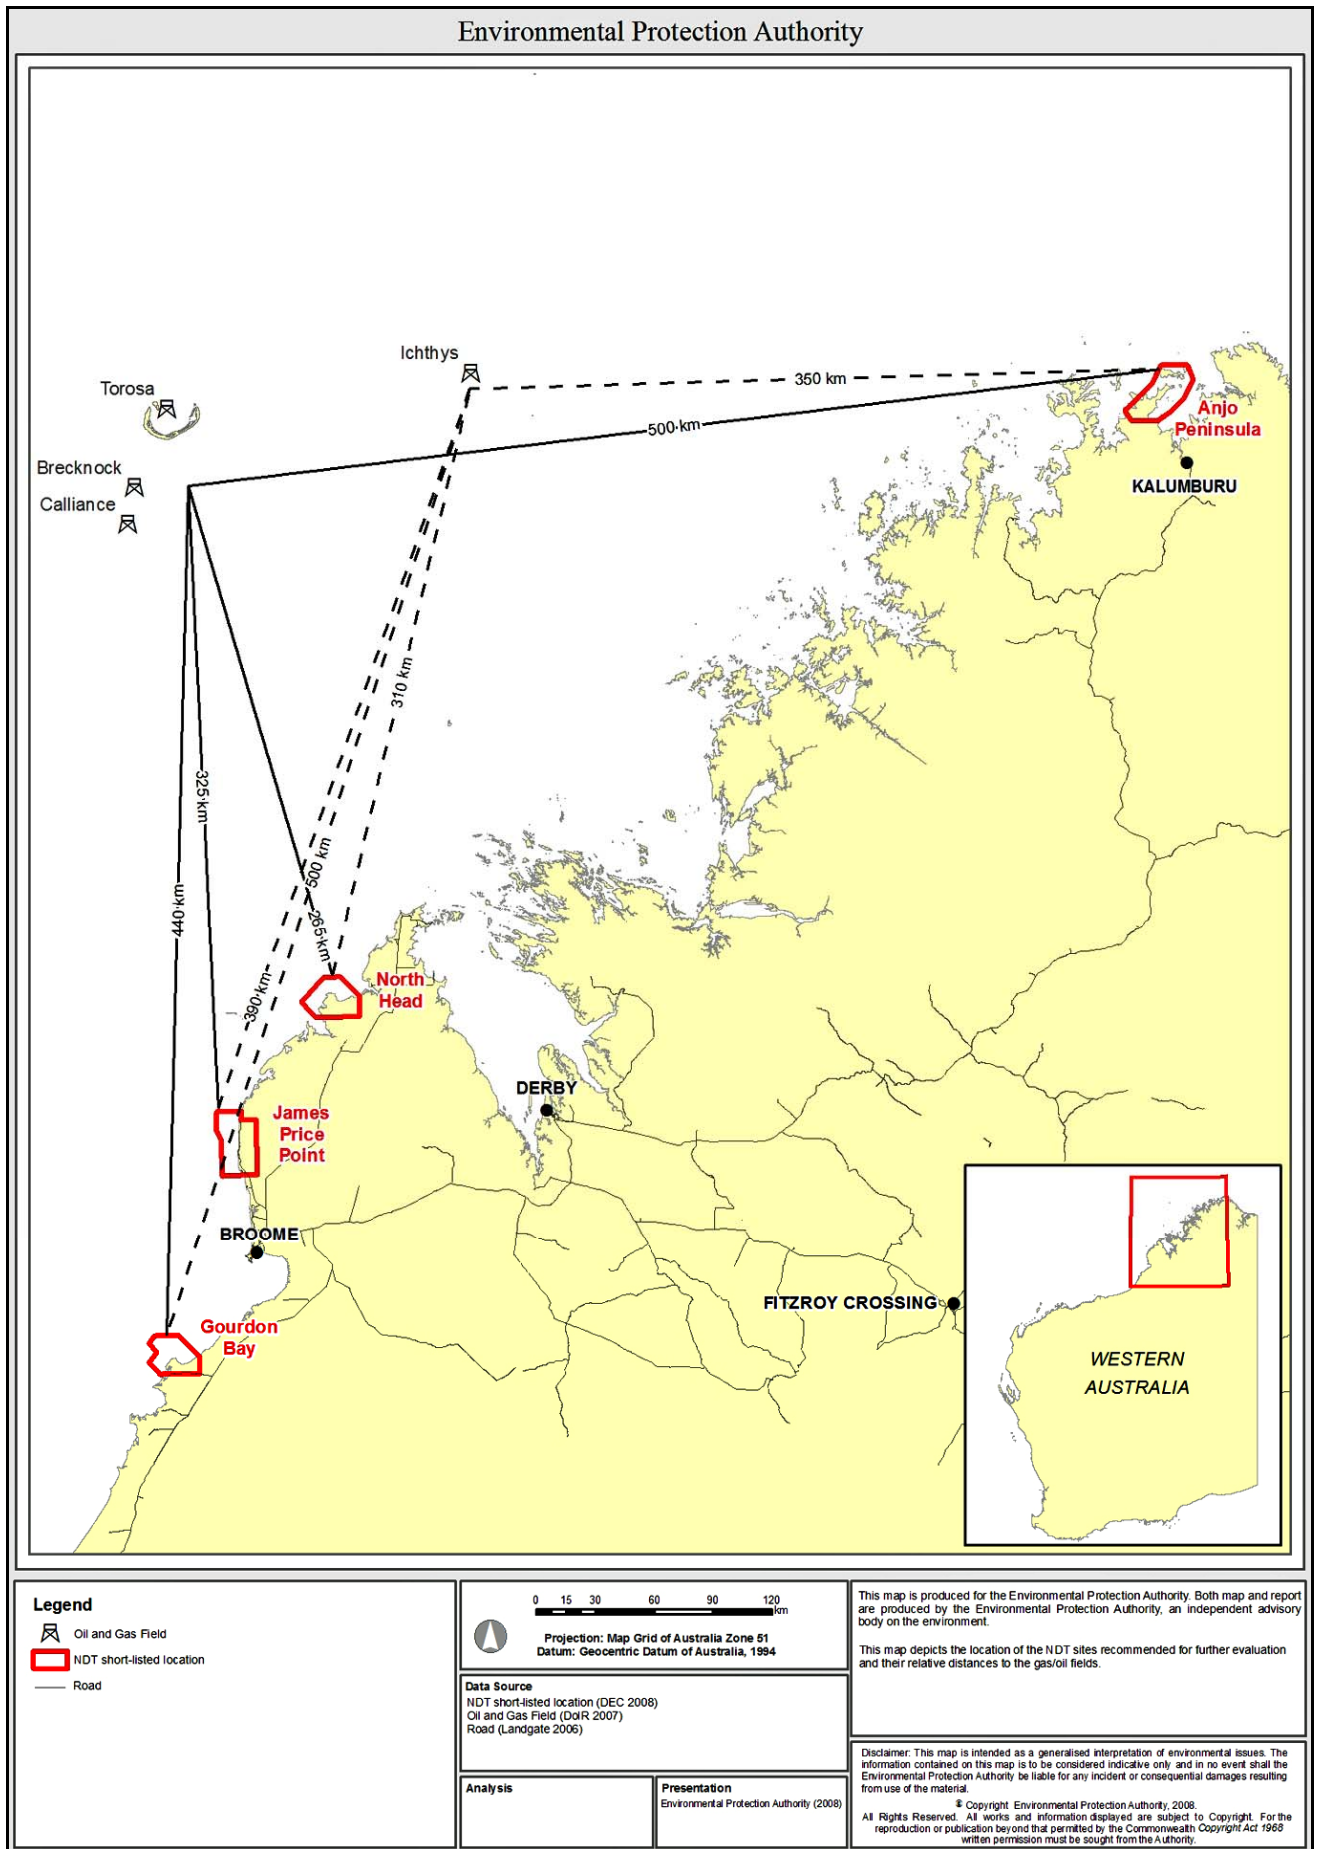 Environmental Protection Authority
Ichthys
350 km
Torosa
Anjo
Peninsula
500 km
Brecknock
Calliance
KALUMBURU
310 km
325 km
500 km
440 km
265 km
North
Head
390 km
DERBY
James
Price
Point
BROOME
FITZROY CROSSING
Gourdon
Bay
WESTERN
AUSTRALIA
Legend
Oil and Gas Field
NDT short-listed location
Road
0 15 30 60 90 120
km
Projection: Map Grid of Australia Zone 51
Datum: Geocentric Datum of Australia, 1994
Data Source
NDT short-listed location (DEC 2008)
Oil and Gas Field (DoIR 2007)
Road (Landgate 2006)
Analysis
Presentation
Environmental Protection Authority (2008)
This map is produced for the Environmental Protection Authority. Both map and report
are produced by the Environmental Protection Authority, an independent advisory
body on the environment.
This map depicts the location of the NDT sites recommended for further evaluation
and their relative distances to the gas/oil fields.
Disclaimer: This map is intended as a generalised interpretation of environmental issues. The
information contained on this map is to be considered indicative only and in no event shall the
Environmental Protection Authority be liable for any incident or consequential damages resulting
from use of the material.
© Copyright Environmental Protection Authority, 2008.
All Rights Reserved. All works and information displayed are subject to Copyright. For the
reproduction or publication beyond that permitted by the Commonwealth Copyright Act 1968
written permission must be sought from the Authority.